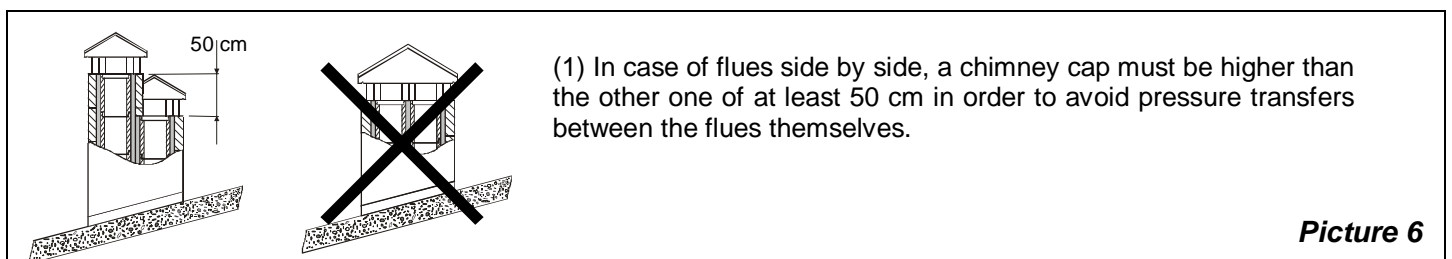 50 cm
(1) In case of flues side by side, a chimney cap must be higher than
the other one of at least 50 cm in order to avoid pressure transfers
between the flues themselves.
Picture 6